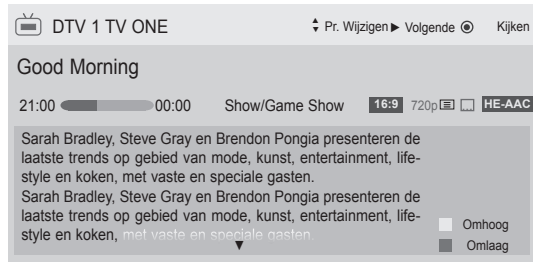 DTV 1 TV ONE Pr. Wijzigen Volgende Kijken
Good Morning
21:00 00:00 Show/Game Show 16:9 720p HE-AAC
Sarah Bradley, Steve Gray en Brendon Pongia presenteren de
laatste trends op gebied van mode, kunst, entertainment, life-
style en koken, met vaste en speciale gasten.
Sarah Bradley, Steve Gray en Brendon Pongia presenteren de
laatste trends op gebied van mode, kunst, entertainment, life-
style en koken, met vaste en speciale gasten.
Omhoog
Omlaag